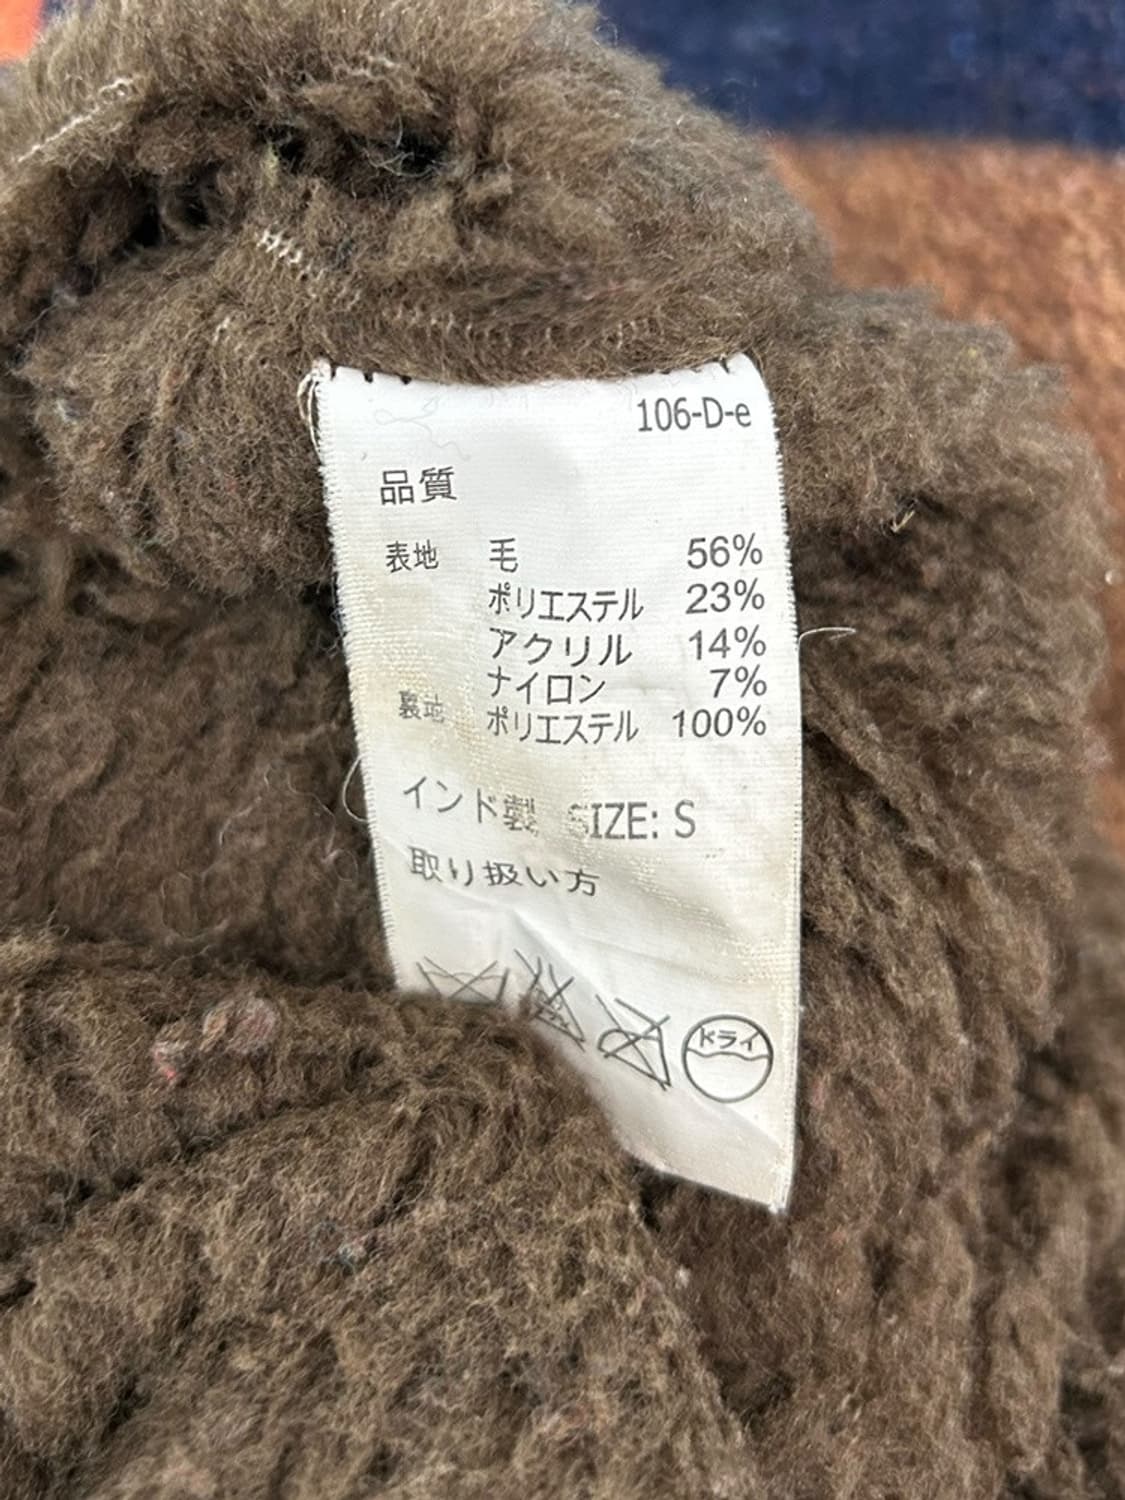 106-D-e
品質
表地 毛 56%
ポリエステル 23%
アクリル 14%
ナイロン 7%
裏地 ポリエステル 100%
インド製 SIZE: S
取り扱い方
ドライ